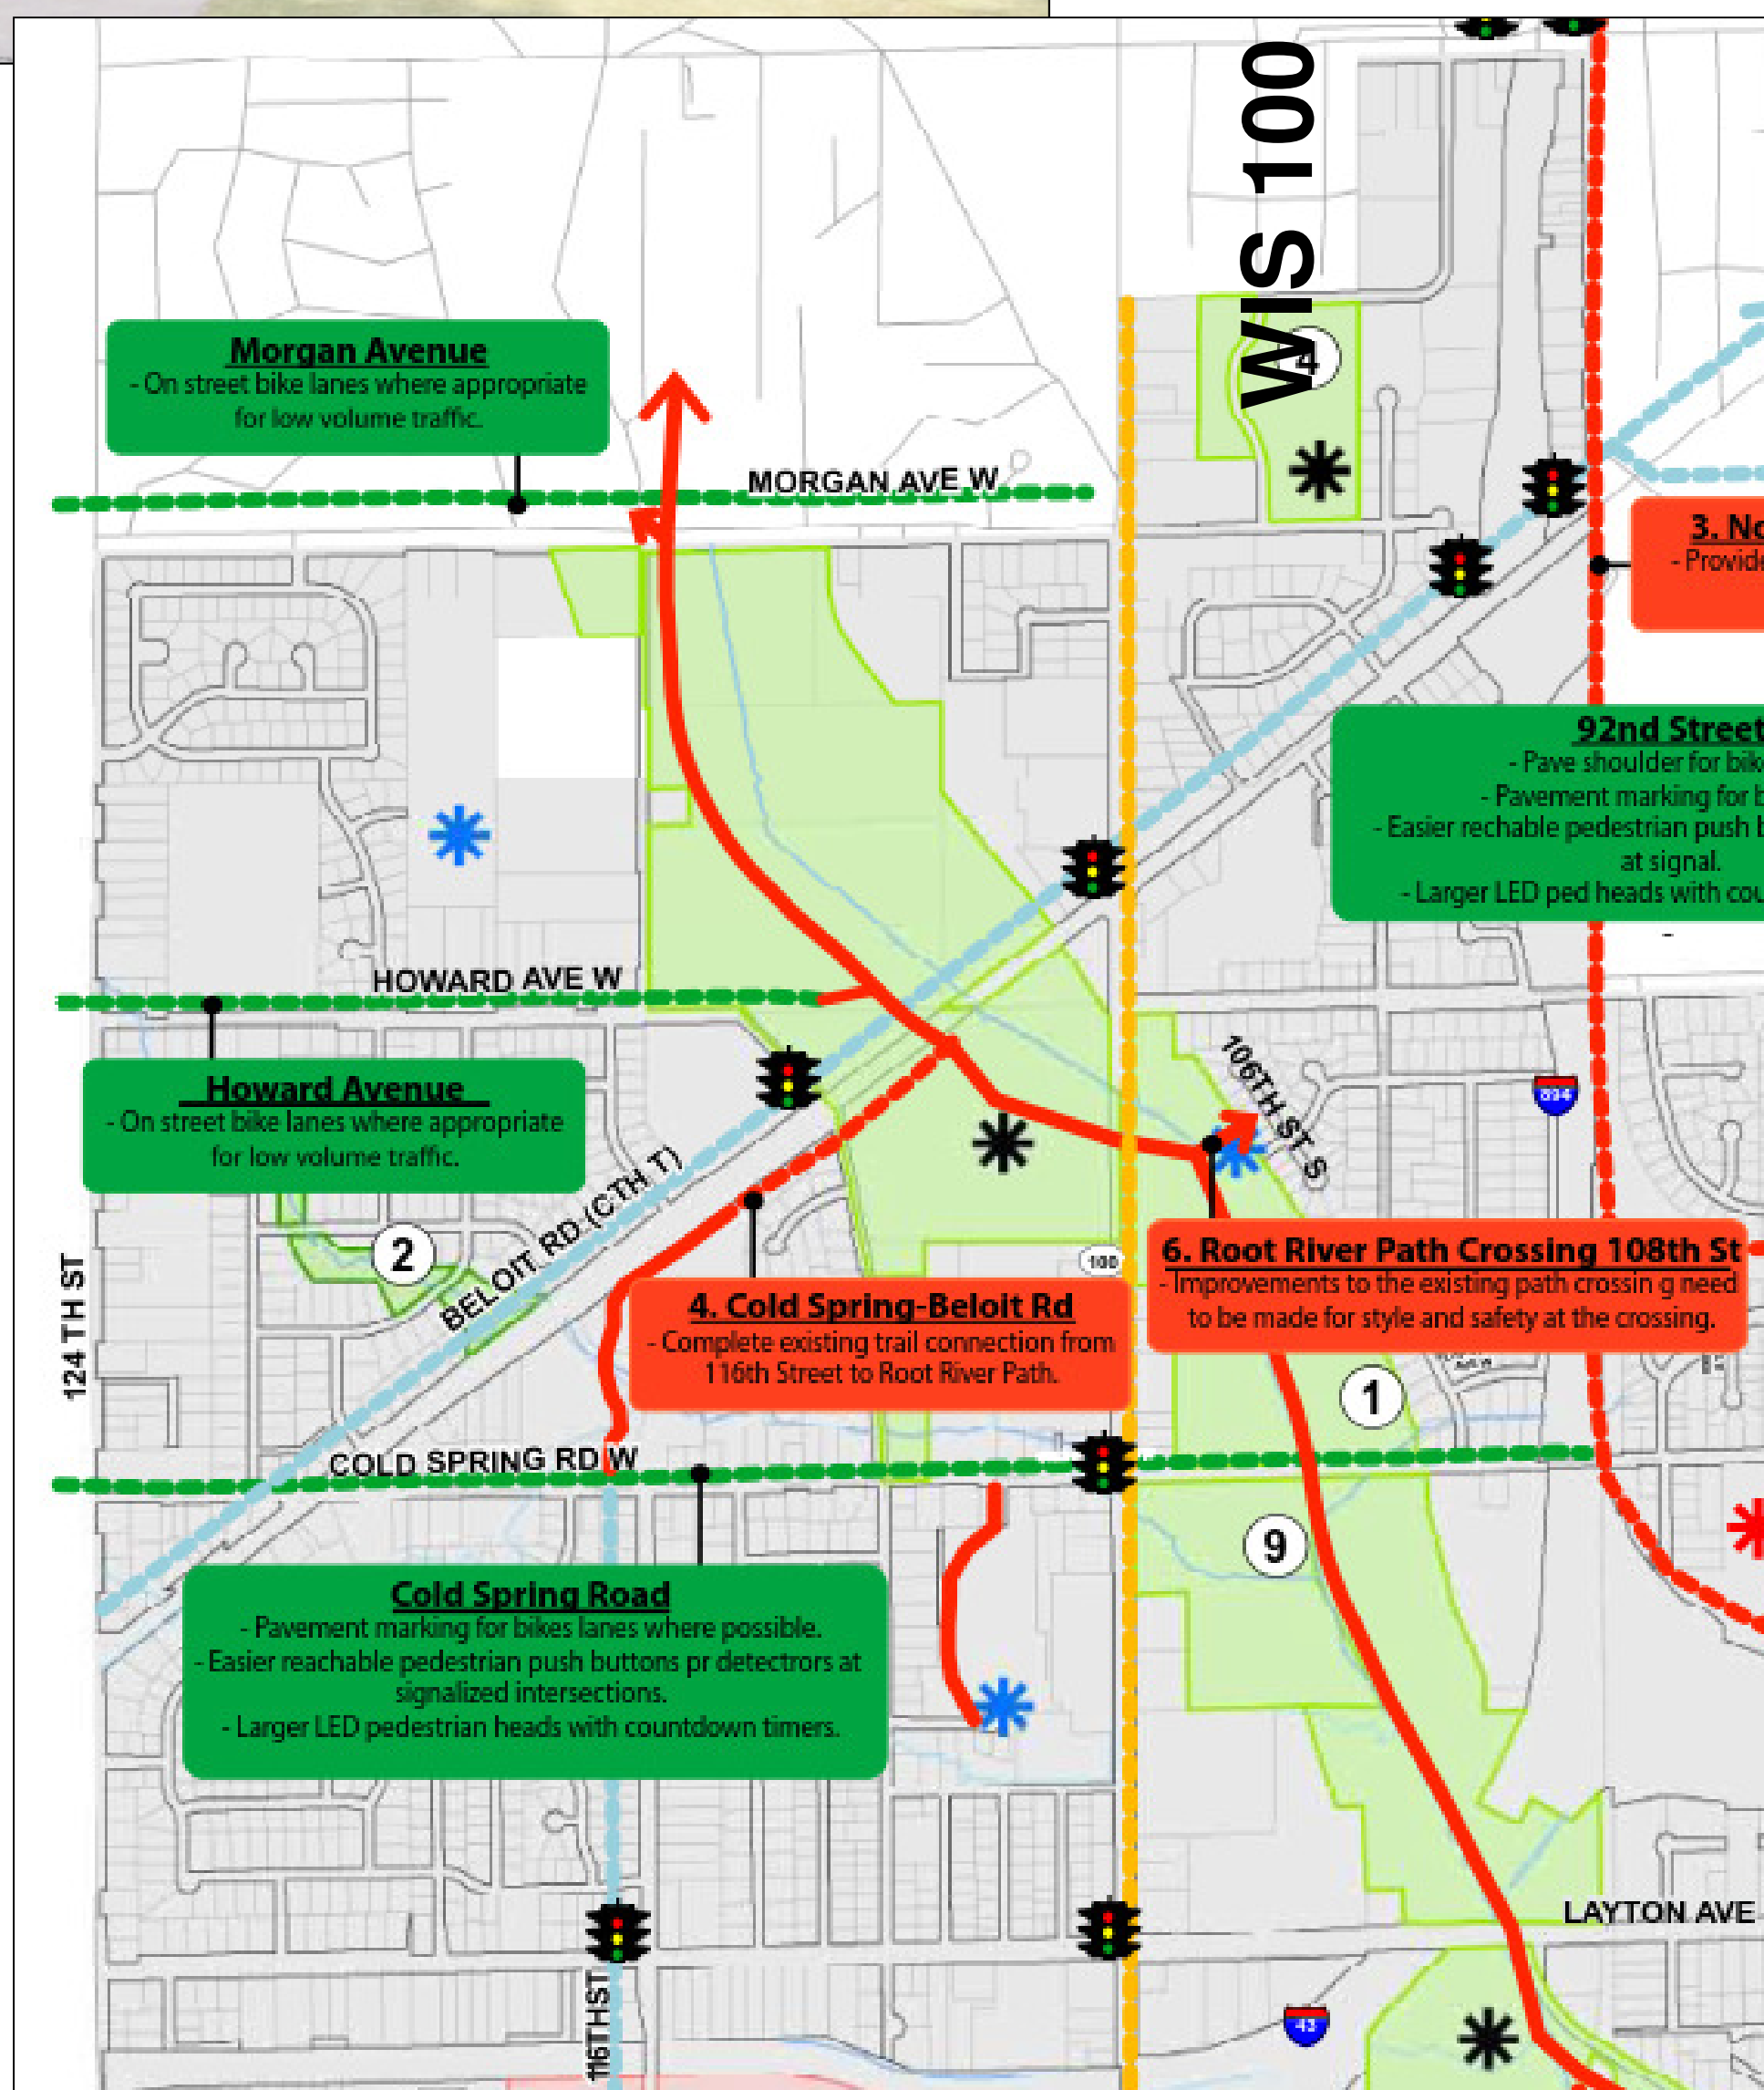 WIS 100
4
Morgan Avenue
- On street bike lanes where appropriate
for low volume traffic.
MORGAN AVE W
3.
- Provide
92nd Street
- Pave shoulder for
- Pavement marking for
- Easier rechable pedestrian push
at signal.
- Larger LED ped heads with
HOWARD AVE W
106TH ST S
894
Howard Avenue
- On street bike lanes where appropriate
for low volume traffic.
BELOIT RD (CTH T)
2
124 TH ST
100
6. Root River Path Crossing 108th St
- Improvements to the existing path crossin g need
to be made for style and safety at the crossing.
4. Cold Spring-Beloit Rd
- Complete existing trail connection from
116th Street to Root River Path.
1
COLD SPRING RD W
9
Cold Spring Road
- Pavement marking for bikes lanes where possible.
- Easier reachable pedestrian push buttons pr detectrors at
signalized intersections.
- Larger LED pedestrian heads with countdown timers.
LAYTON AVE
116THST
43